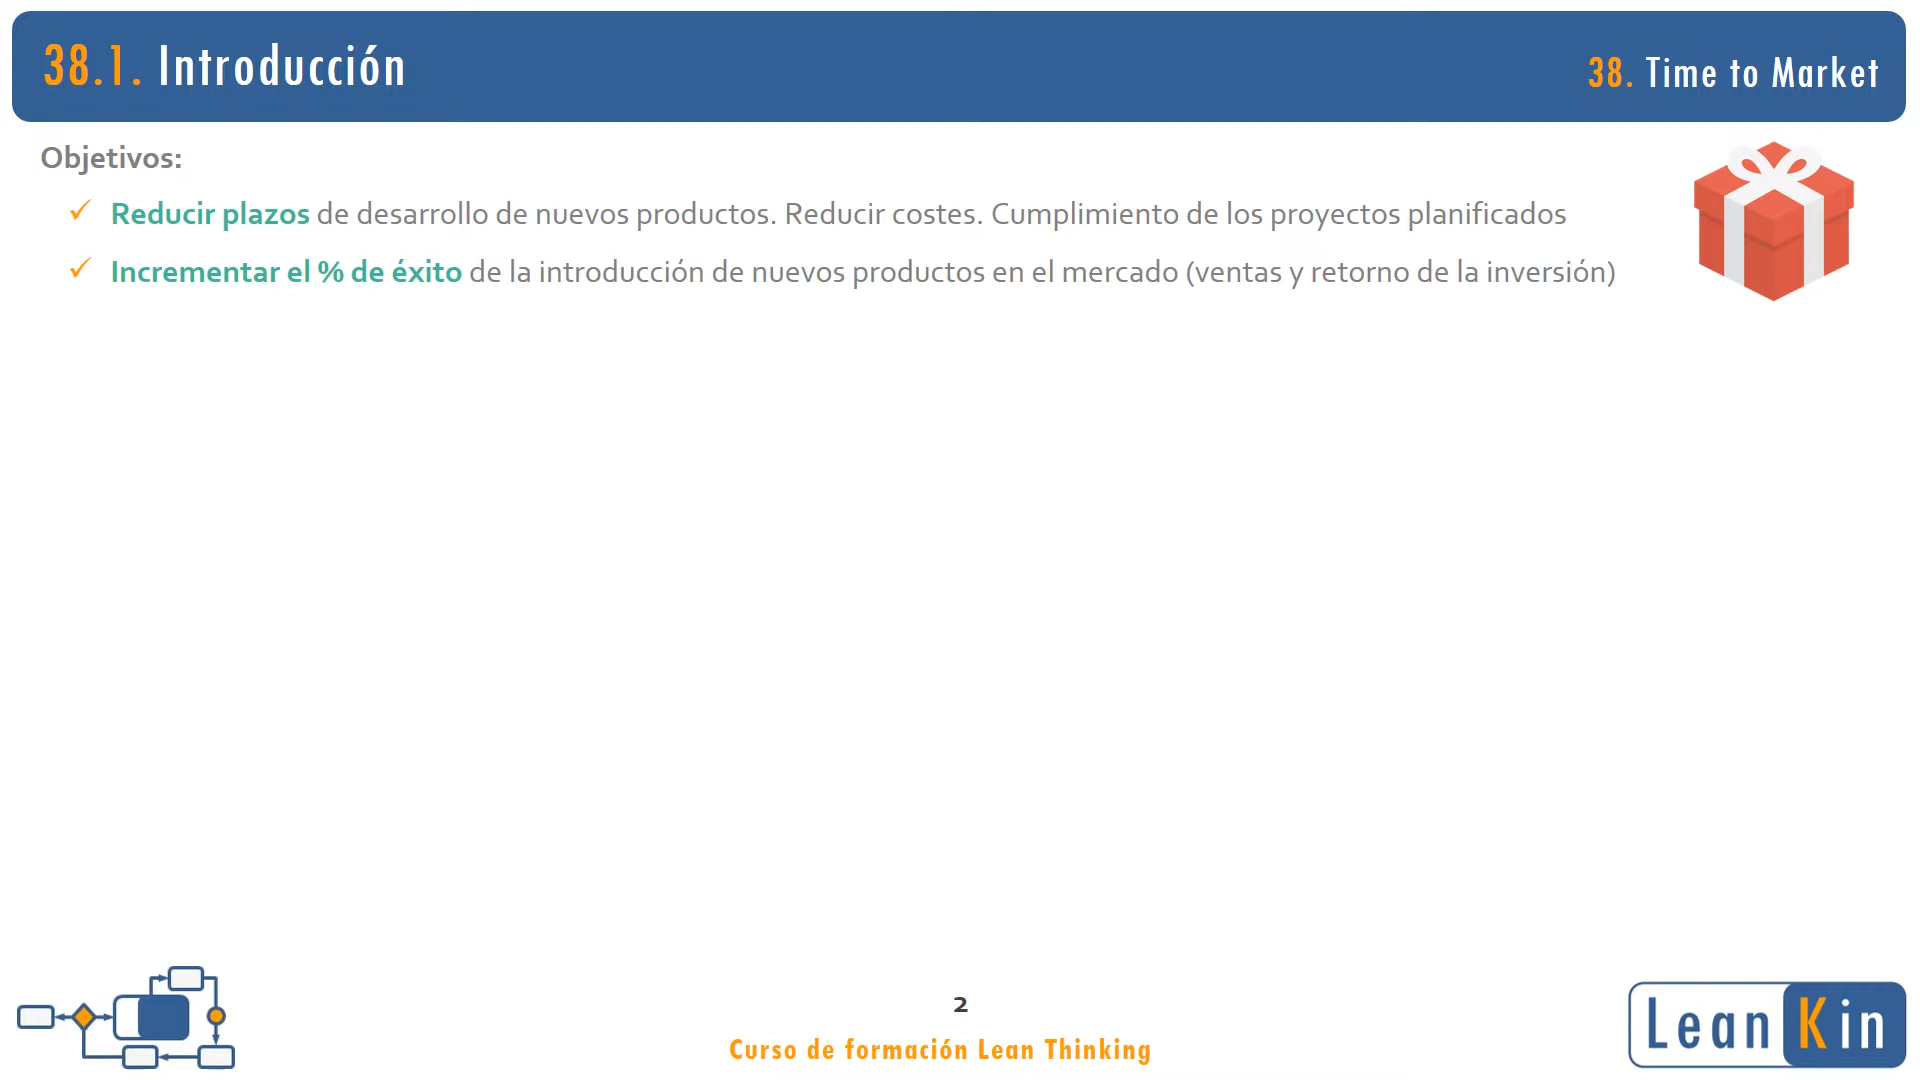 38.1. Introducción
38. Time to Market
Objetivos:
✓ Reducir plazos de desarrollo de nuevos productos. Reducir costes. Cumplimiento de los proyectos planificados
✓ Incrementar el % de éxito de la introducción de nuevos productos en el mercado (ventas y retorno de la inversión)
2
Curso de formación Lean Thinking
Lean Kin